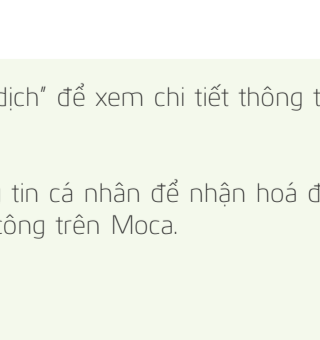 dịch” để xem chi tiết thông
tin cá nhân để nhận hoá
công trên Moca.